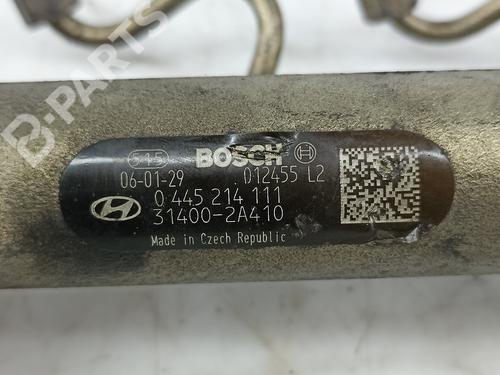 515 BOSCH
06-01-29 012455 L2
0 445 214 111
31400-2A410
Made in Czech Republic
B-PARTS